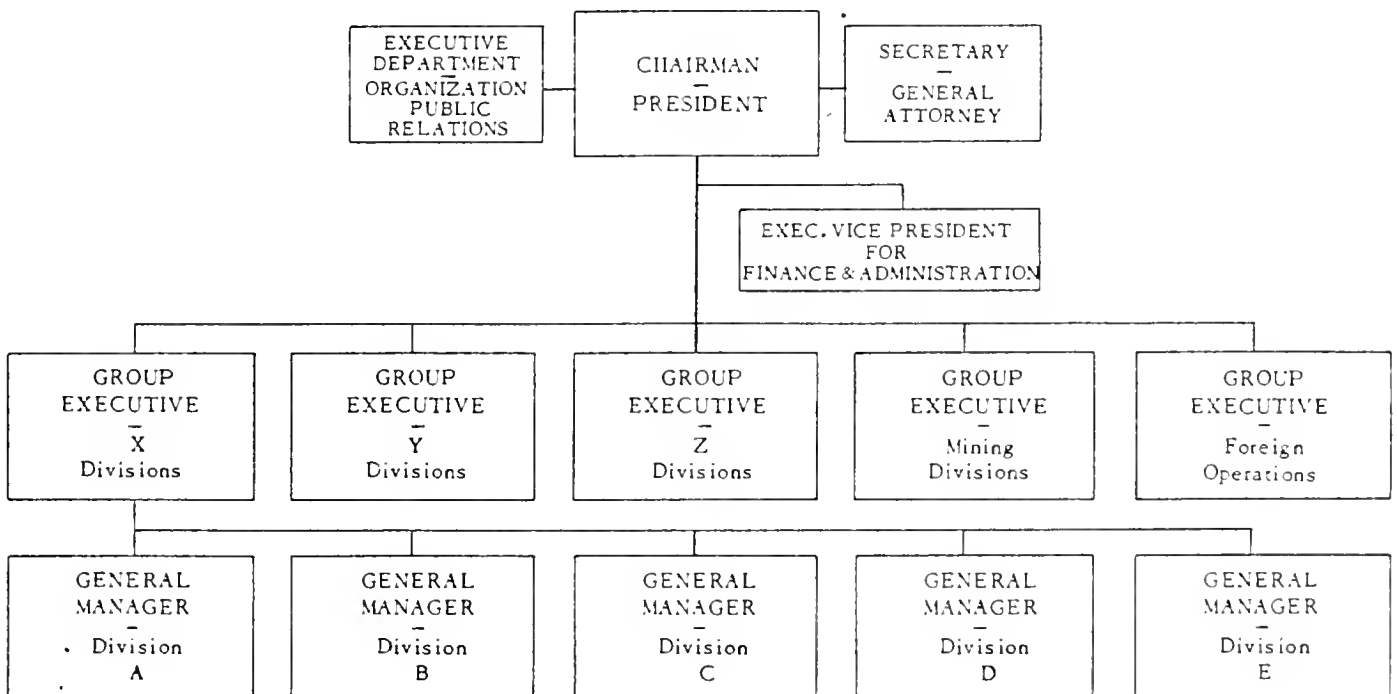 EXECUTIVE
DEPARTMENT
—
ORGANIZATION
PUBLIC
RELATIONS
CHAIRMAN
—
PRESIDENT
SECRETARY
—
GENERAL
ATTORNEY
EXEC. VICE PRESIDENT
FOR
FINANCE & ADMINISTRATION
GROUP
EXECUTIVE
—
X
Divisions
GROUP
EXECUTIVE
—
Y
Divisions
GROUP
EXECUTIVE
—
Z
Divisions
GROUP
EXECUTIVE
—
Mining
Divisions
GROUP
EXECUTIVE
—
Foreign
Operations
GENERAL
MANAGER
—
Division
A
GENERAL
MANAGER
—
Division
B
GENERAL
MANAGER
—
Division
C
GENERAL
MANAGER
—
Division
D
GENERAL
MANAGER
—
Division
E